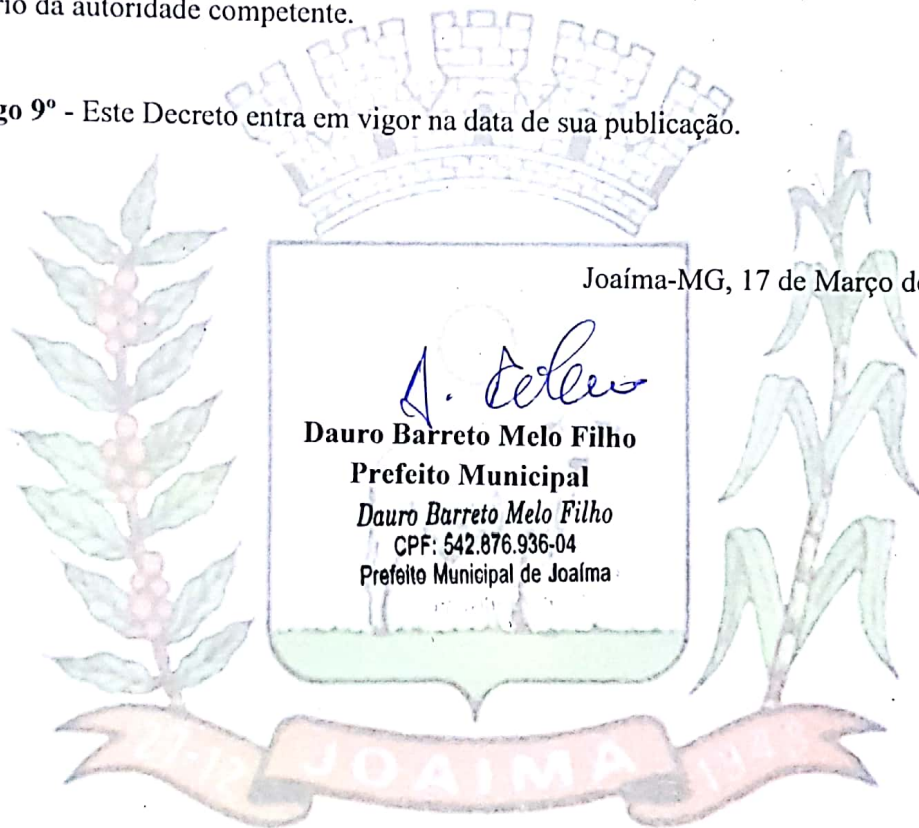 rio da autoridade competente.
go 9º - Este Decreto entra em vigor na data de sua publicação.
Joaíma-MG, 17 de Março de
Dauro Barreto Melo Filho
Prefeito Municipal
Dauro Barreto Melo Filho
CPF: 542.876.936-04
Prefeito Municipal de Joaíma
JOAIMA